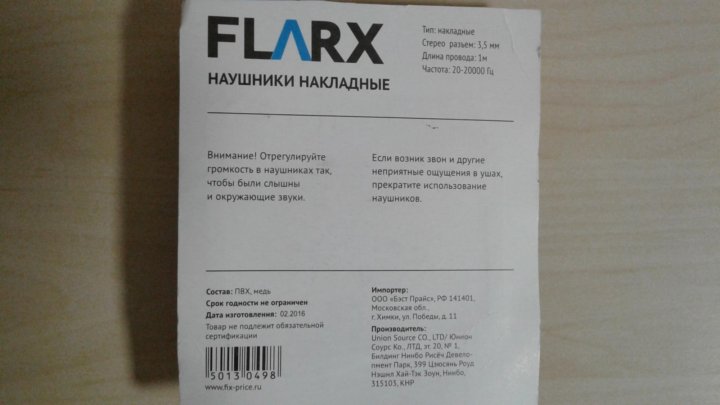 FLARX
НАУШНИКИ НАКЛАДНЫЕ
Тип: накладные
Стерео разъем: 3,5 мм
Длина провода: 1м
Частота: 20-20000 Гц
Внимание! Отрегулируйте
громкость в наушниках так,
чтобы были слышны
и окружающие звуки.
Если возник звон и другие
неприятные ощущения в ушах,
прекратите использование
наушников.
Состав: ПВХ, медь
Срок годности не ограничен
Дата изготовления: 02.2016
Товар не подлежит обязательной
сертификации
50130498
www.fix-price.ru
Импортер:
ООО «Бэст Прайс», РФ 141401,
Московская обл.,
г. Химки, ул. Победы, д. 11
Производитель:
Union Source CO., LTD/ Юнион
Соурс Ко., ЛТД, эт. 20, № 1,
Билдинг Нинбо Рисёч Девело-
пмент Парк, 399 Цзюсянь Роуд
Нэшнл Хай-Тэк Зоун, Нинбо,
315103, КНР